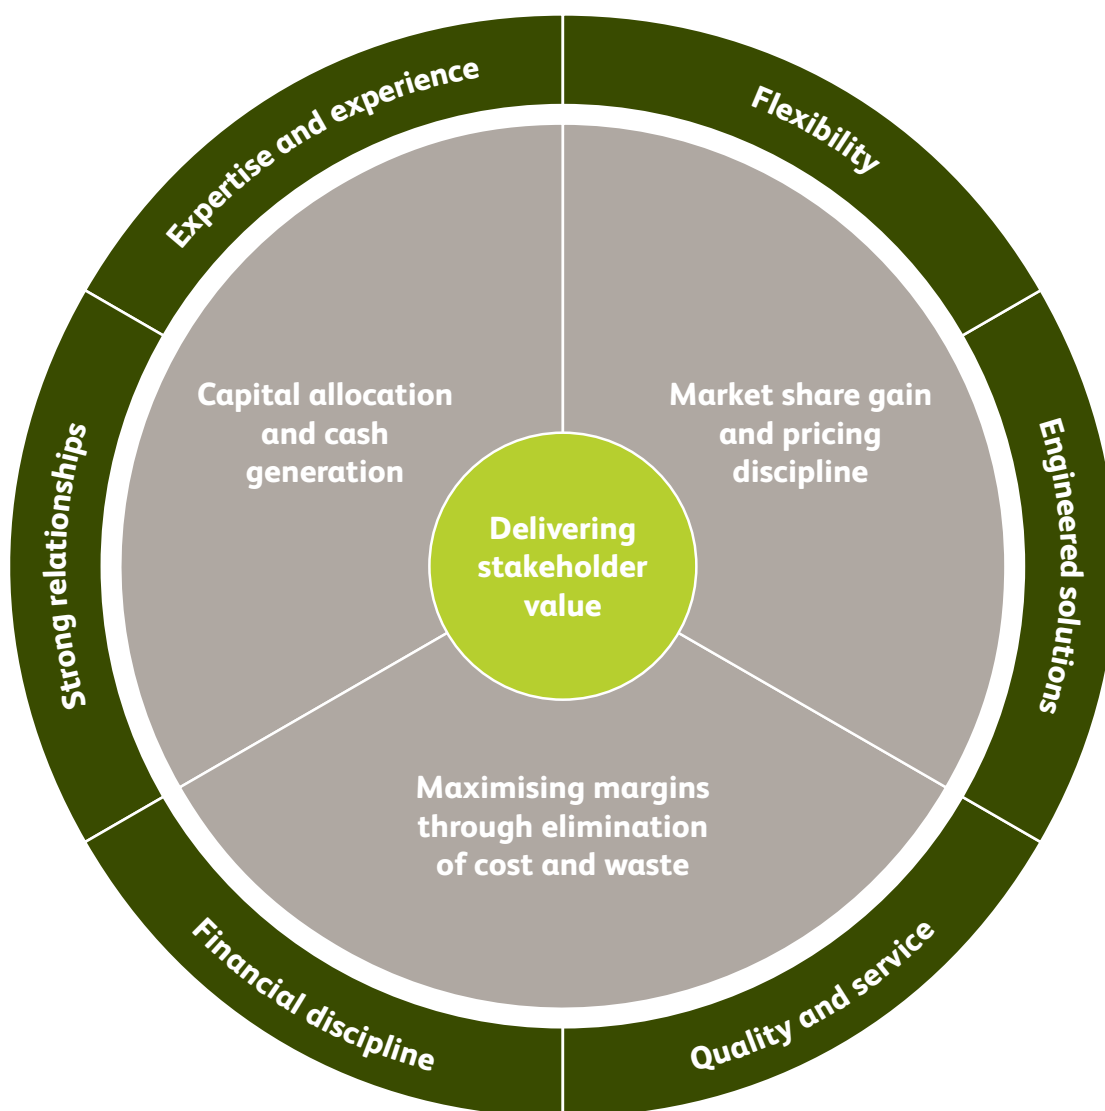 Expertise and experience
Flexibility
Engineered solutions
Quality and service
Financial discipline
Strong relationships
Capital allocation
and cash
generation
Market share gain
and pricing
discipline
Maximising margins
through elimination
of cost and waste
Delivering
stakeholder
value